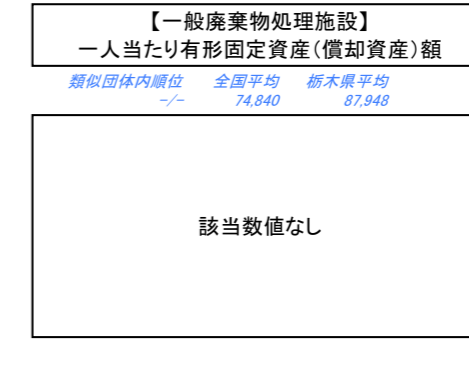 【一般廃棄物処理施設】
一人当たり有形固定資産(償却資産)額
類似団体内順位 全国平均 栃木県平均
-/- 74,840 87,948
該当数値なし